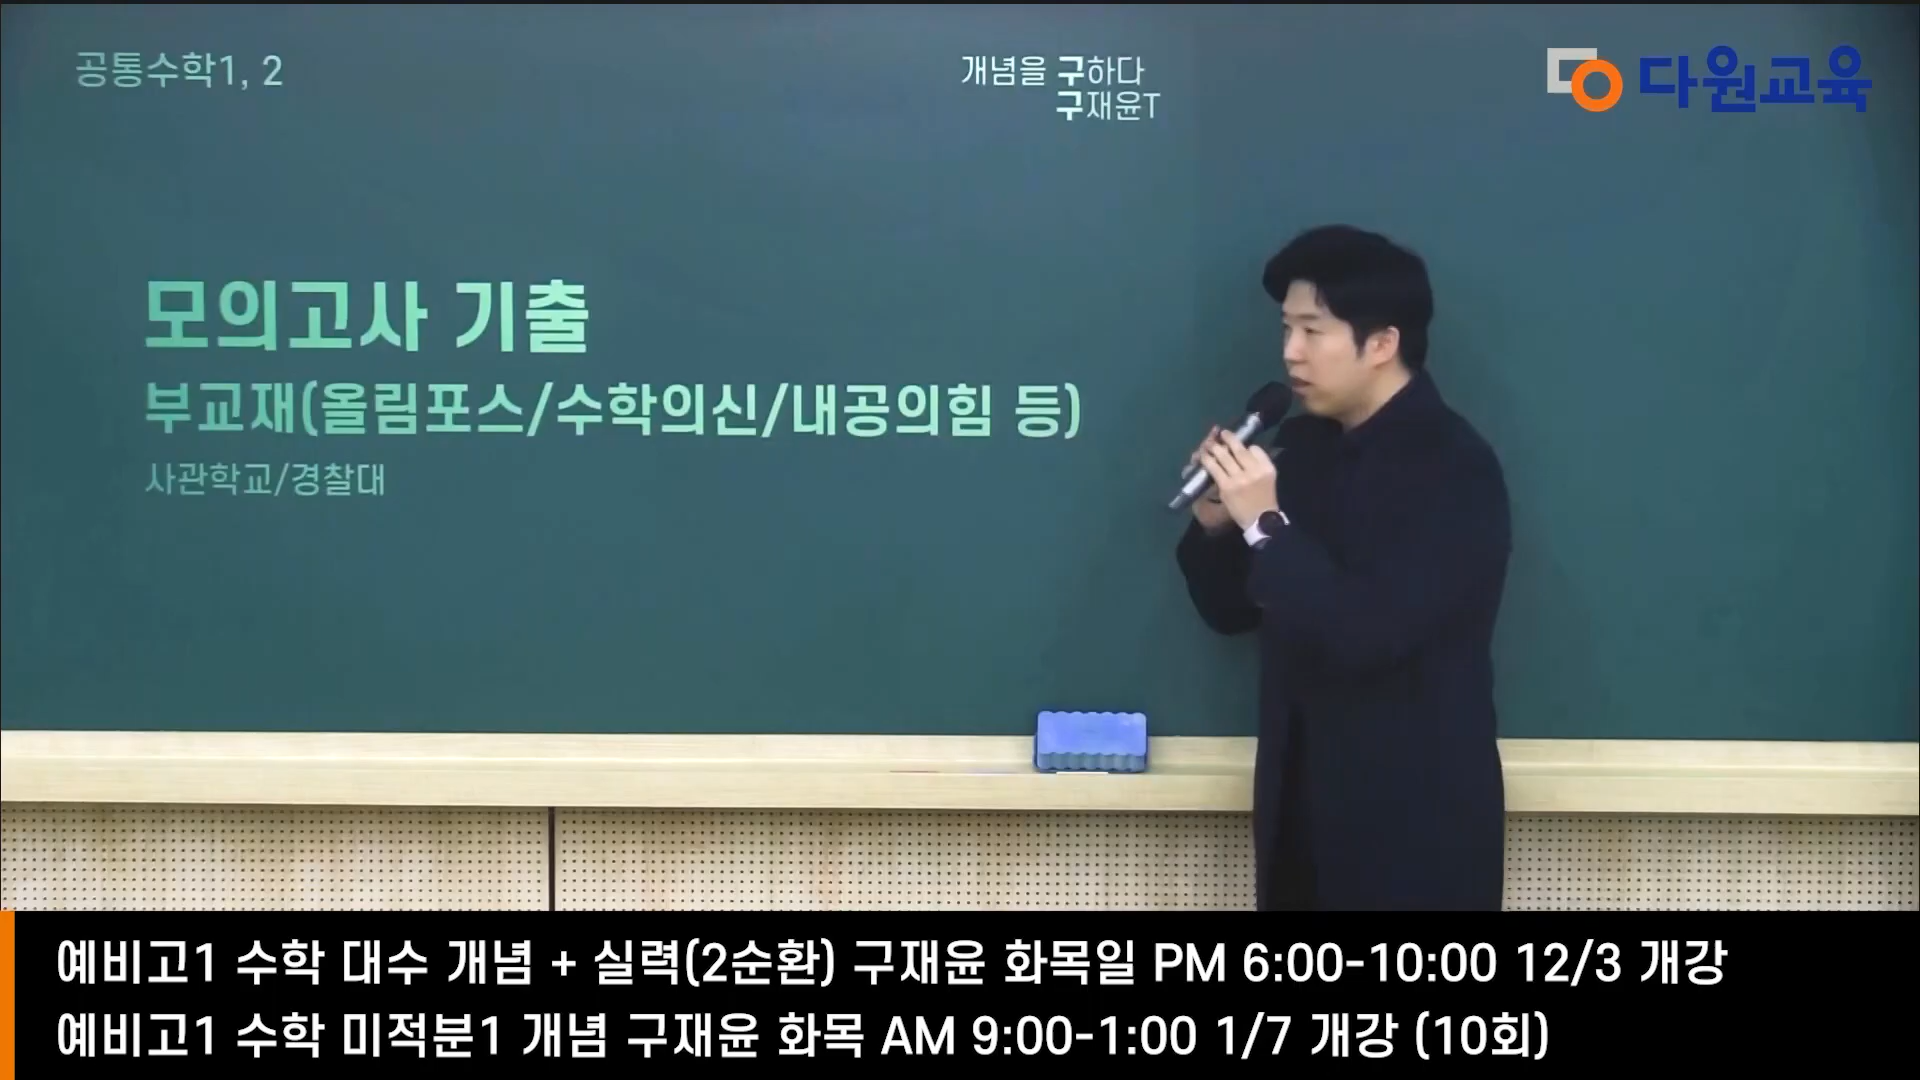 공통수학1, 2
개념을 구하다
구재윤T
다원교육
모의고사 기출
부교재(올림포스/수학의신/내공의힘 등)
사관학교/경찰대
예비고1 수학 대수 개념 + 실력(2순환) 구재윤 화목일 PM 6:00-10:00 12/3 개강
예비고1 수학 미적분1 개념 구재윤 화목 AM 9:00-1:00 1/7 개강 (10회)